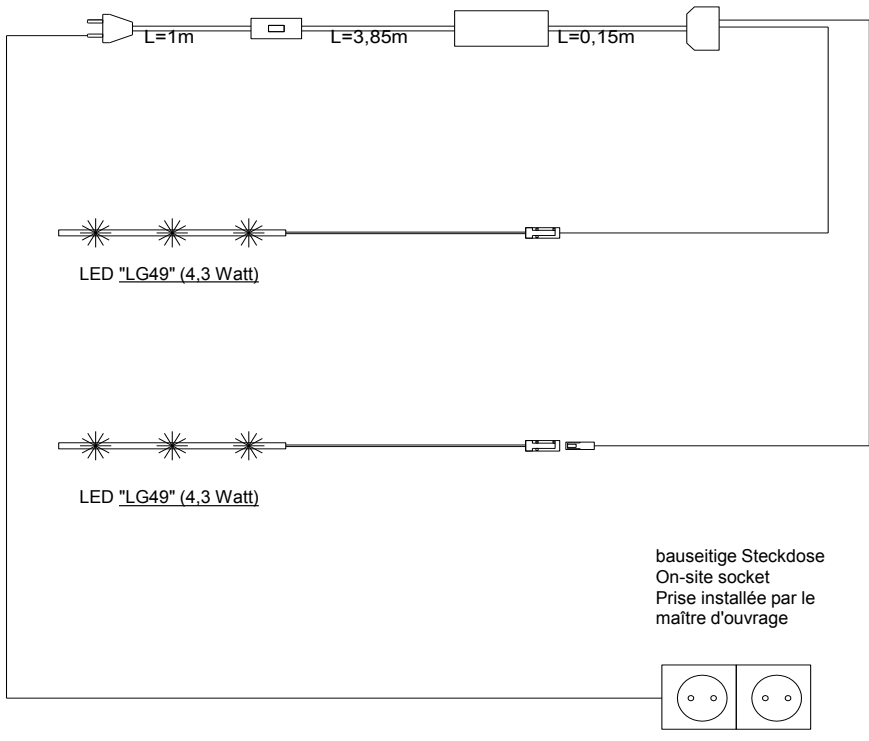 L=1m L=3,85m L=0,15m
LED "LG49" (4,3 Watt)
LED "LG49" (4,3 Watt)
bauseitige Steckdose
On-site socket
Prise installée par le
maître d'ouvrage